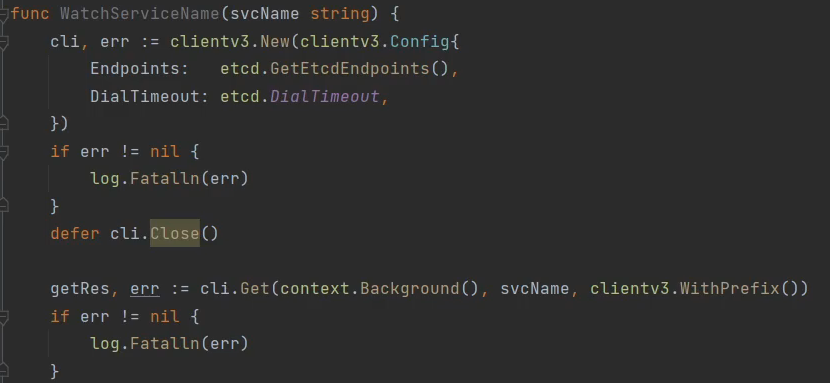 func WatchServiceName(svcName string) {
    cli, err := clientv3.New(clientv3.Config{
        Endpoints:   etcd.GetEtcdEndpoints(),
        DialTimeout: etcd.DialTimeout,
    })
    if err != nil {
        log.Fatalln(err)
    }
    defer cli.Close()

    getRes, err := cli.Get(context.Background(), svcName, clientv3.WithPrefix())
    if err != nil {
        log.Fatalln(err)
    }